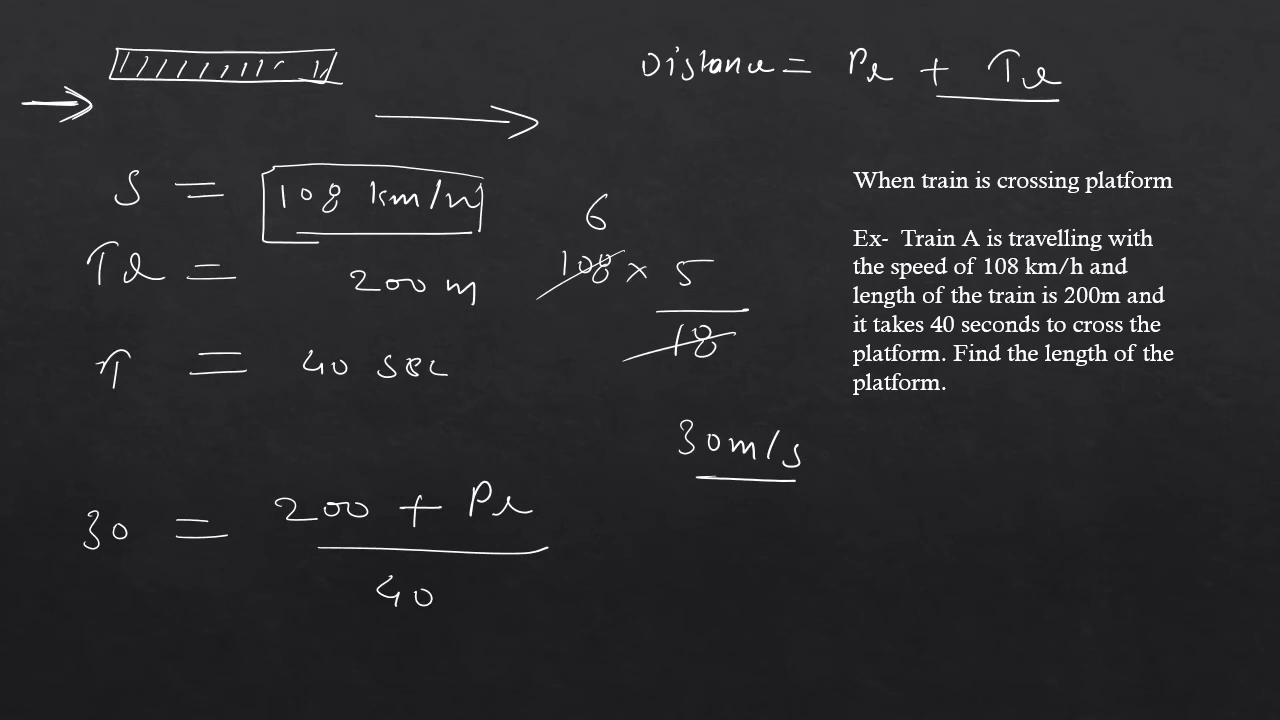 Distance = Pl + Tl
S = 108 km/h
Tl = 200 m
T = 40 sec
6
108 × 5
18
30 m/s
30 = 200 + Pl
40
When train is crossing platform
Ex- Train A is travelling with
the speed of 108 km/h and
length of the train is 200m and
it takes 40 seconds to cross the
platform. Find the length of the
platform.